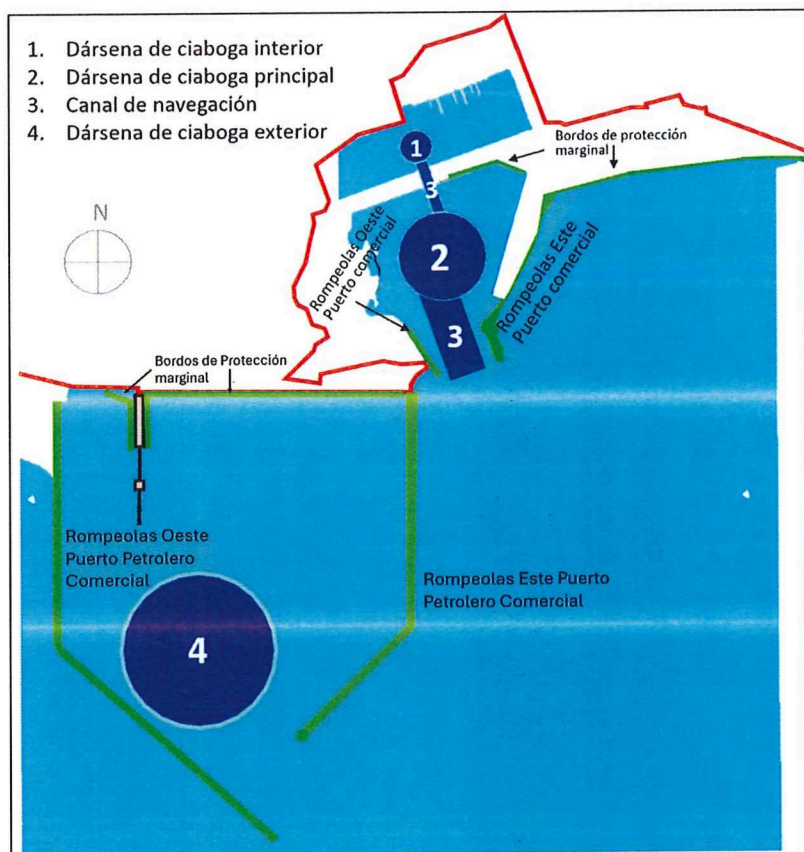 1. Dársena de ciaboga interior
2. Dársena de ciaboga principal
3. Canal de navegación
4. Dársena de ciaboga exterior
N
Bordos de protección
marginal
1
3
2
3
Rompeolas Oeste
Puerto comercial
Rompeolas Este
Puerto comercial
Bordos de Protección
marginal
Rompeolas Oeste
Puerto Petrolero
Comercial
Rompeolas Este Puerto
Petrolero Comercial
4